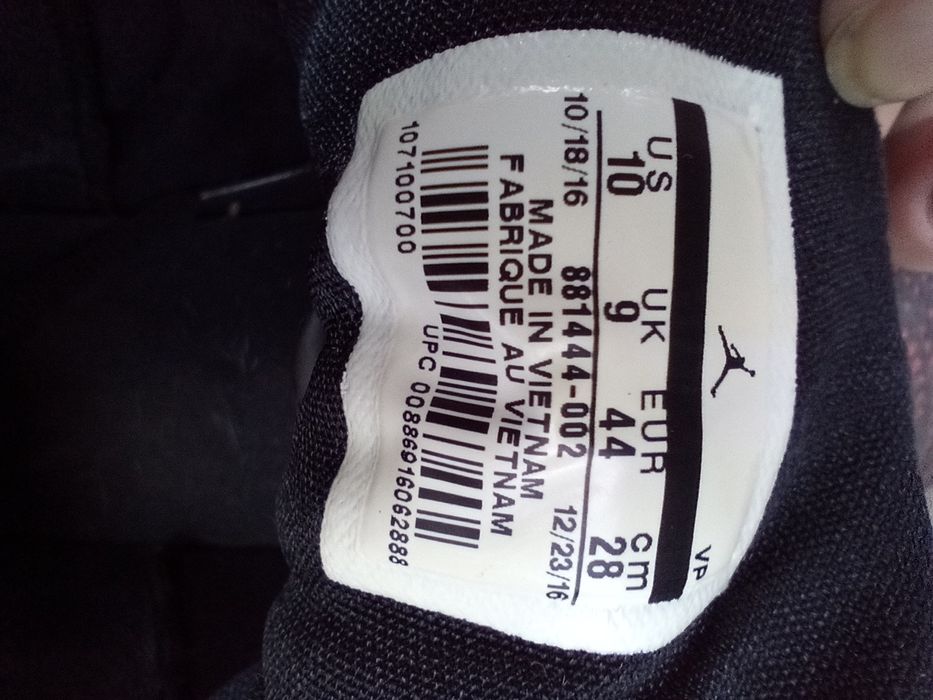 VP
US UK EUR cm
10 9 44 28
10/18/16 881444-002 12/23/16
MADE IN VIETNAM
FABRIQUE AU VIETNAM
107100700 UPC 00886916062888